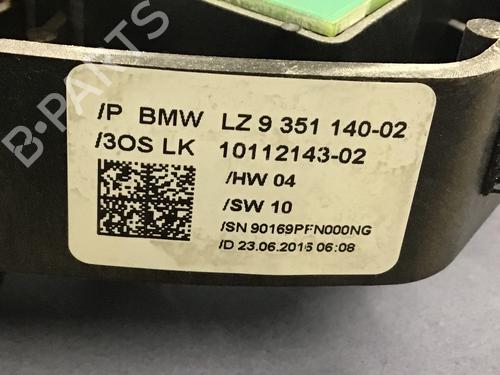 B-PARTS
/P BMW LZ 9 351 140-02
/3OS LK 10112143-02
/HW 04
/SW 10
/SN 90169PFN000NG
/D 23.06.2016 06:08